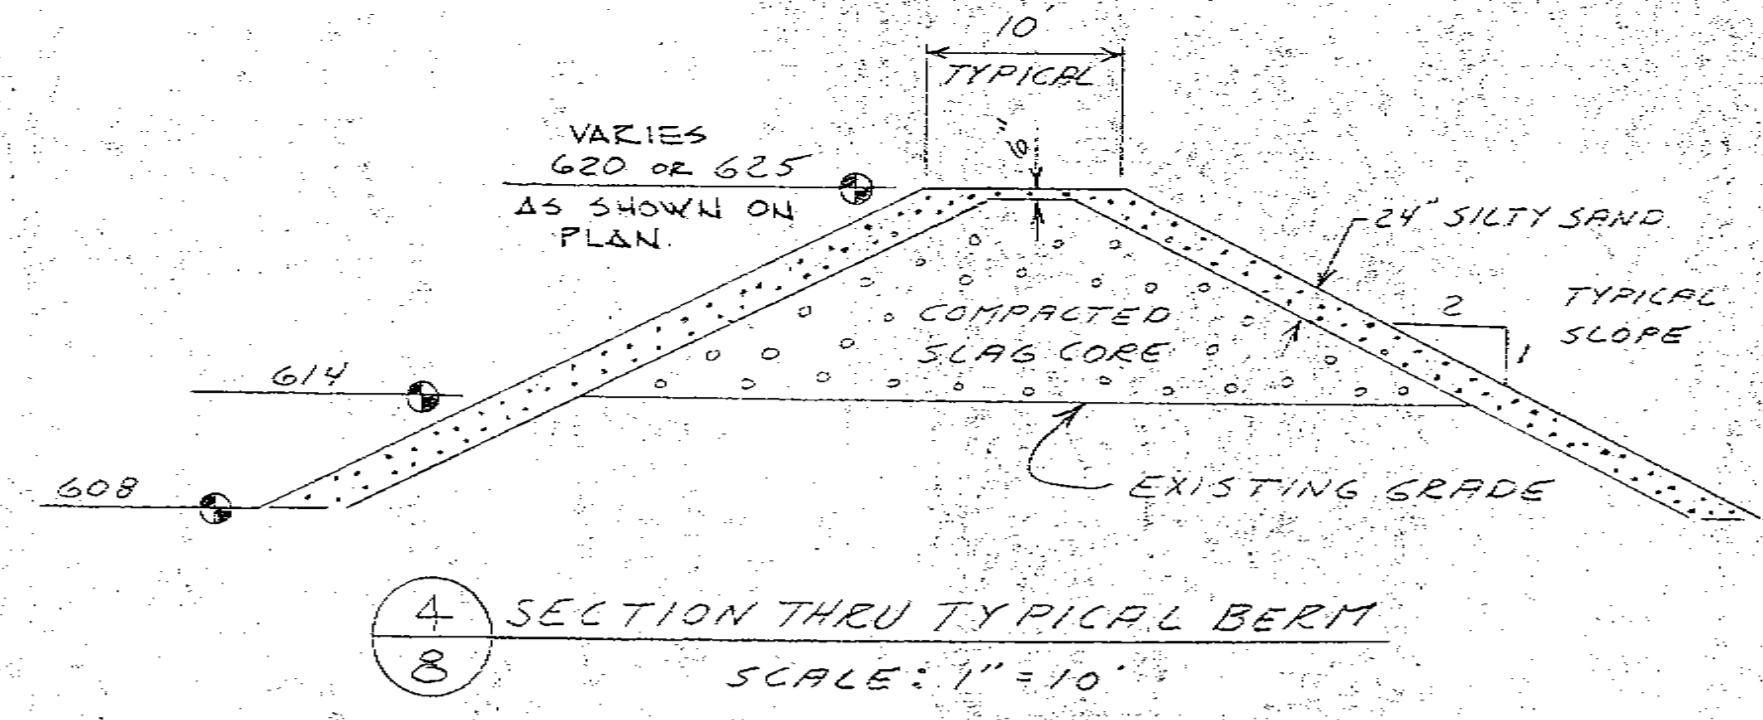 10'
TYPICAL
6"
VARIES
620 OR 625
AS SHOWN ON
PLAN.
24" SILTY SAND
2
TYPICAL
SLOPE
1
COMPACTED
SLAG CORE
614
608
EXISTING GRADE
4
8
SECTION THRU TYPICAL BERM
SCALE: 1" = 10'